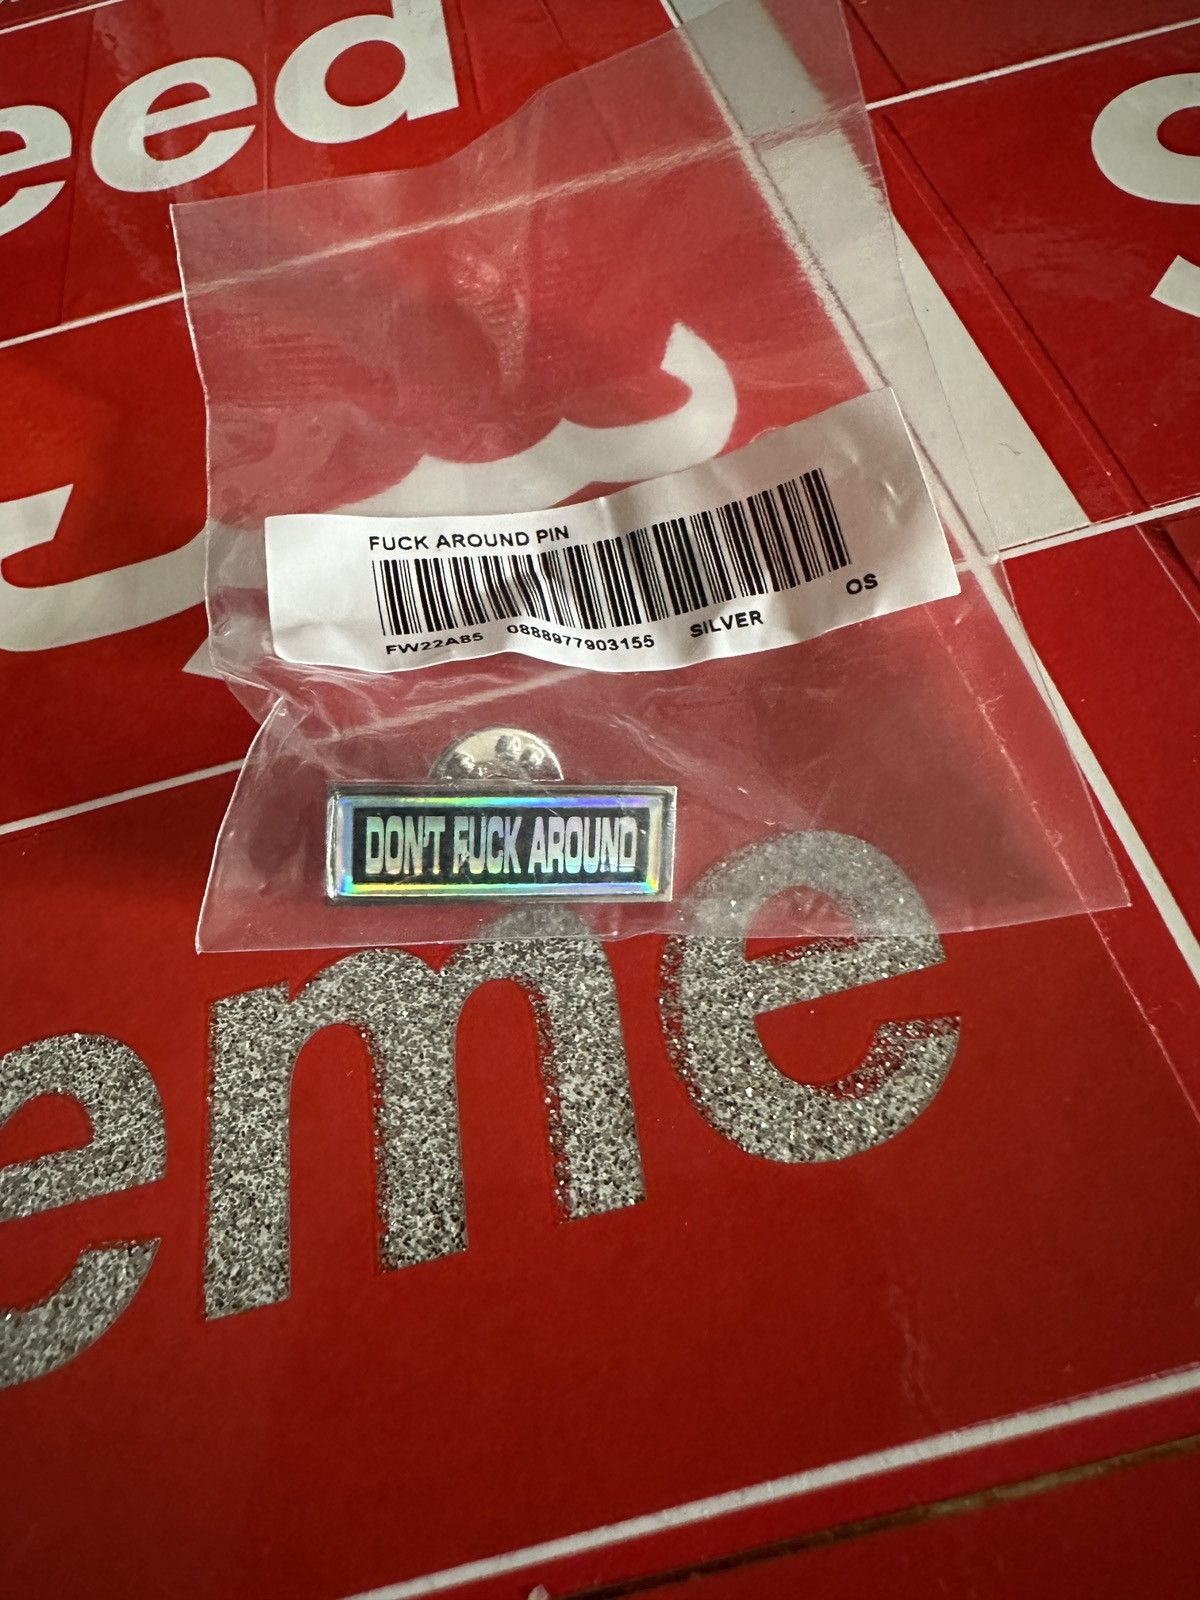 eed
FUCK AROUND PIN
FW22A85 0888977903155 SILVER OS
DON'T FUCK AROUND
eme